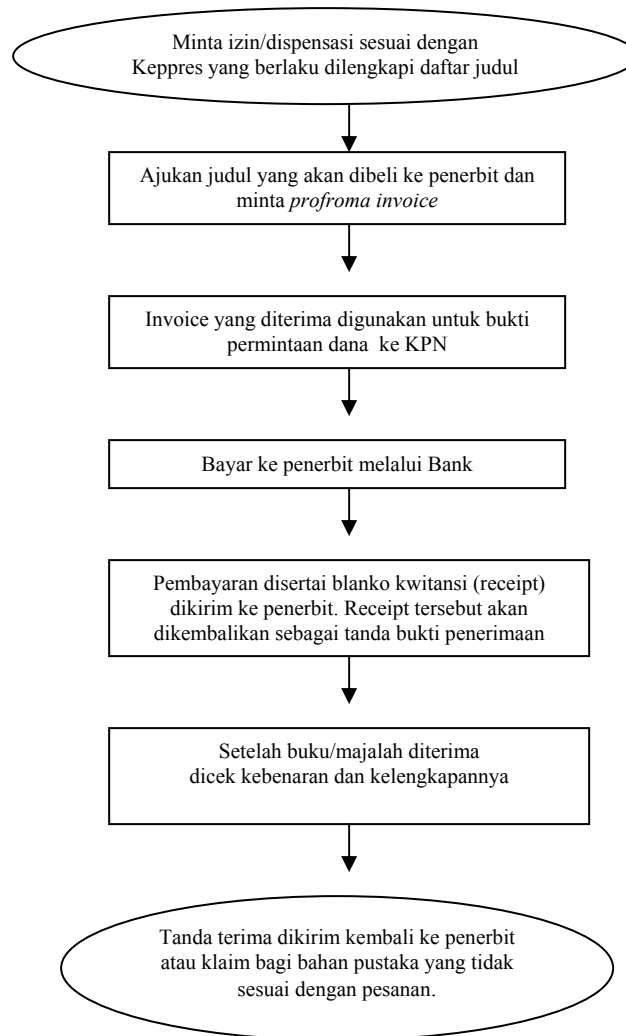 Minta izin/dispensasi sesuai dengan
Keppres yang berlaku dilengkapi daftar judul
Ajukan judul yang akan dibeli ke penerbit dan
minta profroma invoice
Invoice yang diterima digunakan untuk bukti
permintaan dana ke KPN
Bayar ke penerbit melalui Bank
Pembayaran disertai blanko kwitansi (receipt)
dikirim ke penerbit. Receipt tersebut akan
dikembalikan sebagai tanda bukti penerimaan
Setelah buku/majalah diterima
dicek kebenaran dan kelengkapannya
Tanda terima dikirim kembali ke penerbit
atau klaim bagi bahan pustaka yang tidak
sesuai dengan pesanan.